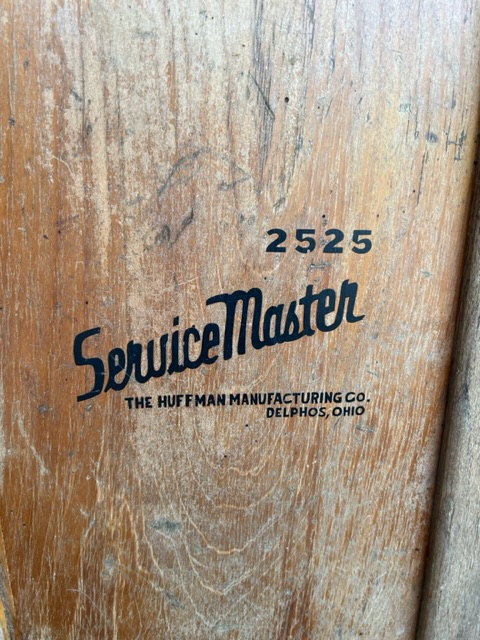 2525
ServiceMaster
THE HUFFMAN MANUFACTURING CO.
DELPHOS, OHIO